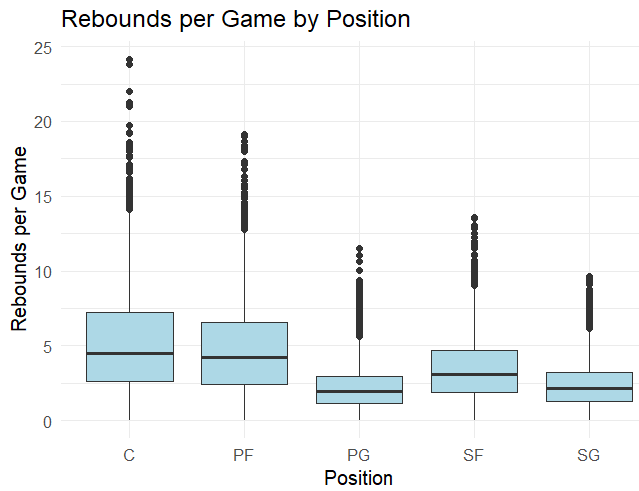 Rebounds per Game by Position
Rebounds per Game
25
20
15
10
5
0
C PF PG SF SG
Position